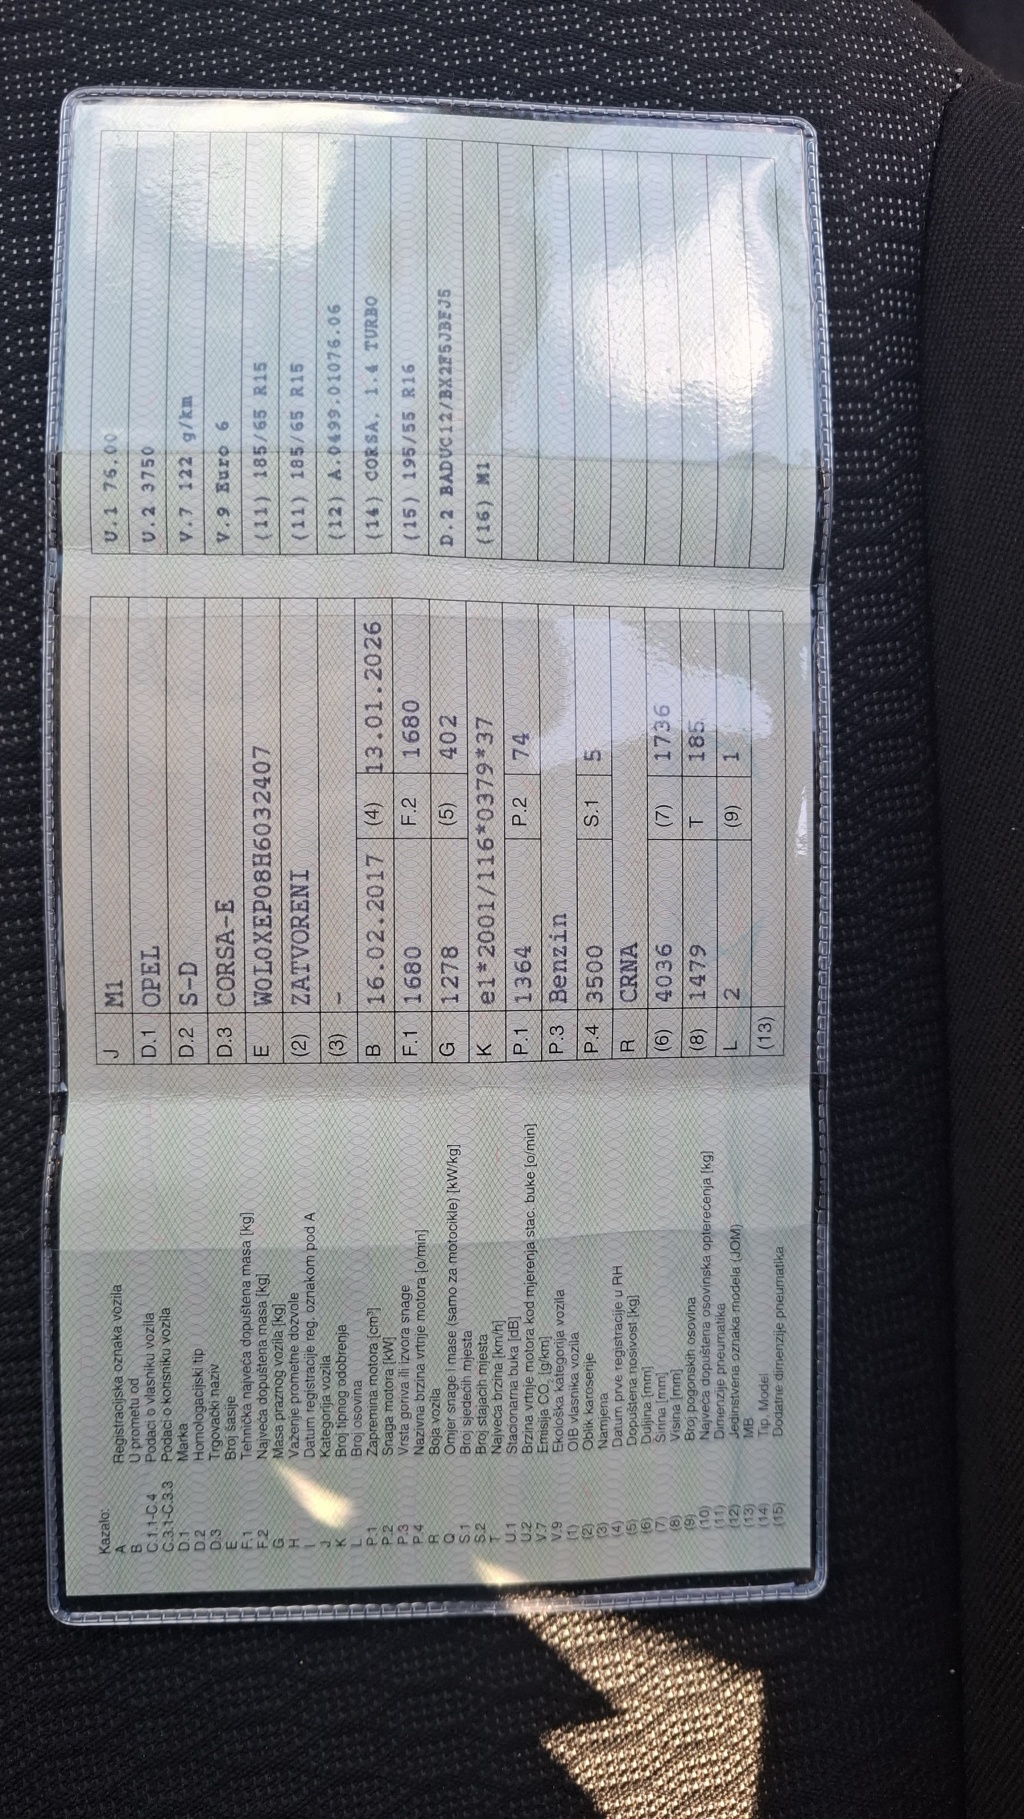 Kazalo:
A Registracijska oznaka vozila
B U prometu od
C.1.1-C.4 Podaci o vlasniku vozila
C.3.1-C.3.3 Podaci o korisniku vozila
D.1 Marka
D.2 Homologacijski tip
D.3 Trgovački naziv
E Broj šasije
F.1 Tehnička najveća dopuštena masa [kg]
F.2 Najveća dopuštena masa [kg]
G Masa praznog vozila [kg]
H Važenje prometne dozvole
I Datum registracije reg. oznakom pod A
J Kategorija vozila
K Broj tipnog odobrenja
L Broj osovina
P.1 Zapremina motora [cm³]
P.2 Snaga motora [kW]
P.3 Vrsta goriva ili izvora snage
P.4 Nazivna brzina vrtnje motora [o/min]
R Boja vozila
Q Omjer snage i mase (samo za motocikle) [kW/kg]
S.1 Broj sjedećih mjesta
S.2 Broj stajaćih mjesta
T Najveća brzina [km/h]
U.1 Stacionarna buka [dB]
U.2 Brzina vrtnje motora kod mjerenja stac. buke [o/min]
V.7 Emisija CO₂ [g/km]
V.9 Ekološka kategorija vozila
(1) OIB vlasnika vozila
(2) Oblik karoserije
(3) Namjena
(4) Datum prve registracije u RH
(5) Dopuštena nosivost [kg]
(6) Duljina [mm]
(7) Širina [mm]
(8) Visina [mm]
(9) Broj pogonskih osovina
(10) Najveća dopuštena osovinska opterećenja [kg]
(11) Dimenzije pneumatika
(12) Jedinstvena oznaka modela (JOM)
(13) MB
(14) Tip, Model
(15) Dodatne dimenzije pneumatika
J M1
D.1 OPEL
D.2 S-D
D.3 CORSA-E
E W0L0XEP08H6032407
(2) ZATVORENI
(3) -
B 16.02.2017 (4) 13.01.2026
F.1 1680 F.2 1680
G 1278 (5) 402
K e1*2001/116*0379*37
P.1 1364 P.2 74
P.3 Benzin
P.4 3500 S.1 5
R CRNA
(6) 4036 (7) 1736
(8) 1479 T 185
L 2 (9) 1
(13)
U.1 76.00
U.2 3750
V.7 122 g/km
V.9 Euro 6
(11) 185/65 R15
(11) 185/65 R15
(12) A.0499.01076.06
(14) CORSA, 1.4 TURBO
(15) 195/55 R16
D.2 BADUC12/BX2F5JBFJ5
(16) M1